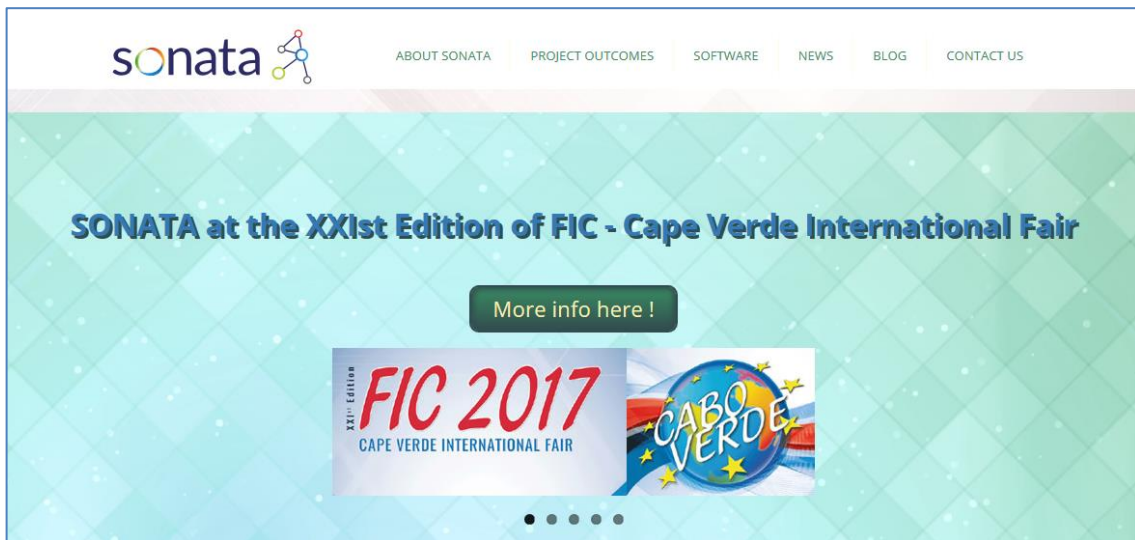 sonata
ABOUT SONATA PROJECT OUTCOMES SOFTWARE NEWS BLOG CONTACT US
SONATA at the XXIst Edition of FIC - Cape Verde International Fair
More info here !
XXIst Edition
FIC 2017
CAPE VERDE INTERNATIONAL FAIR
CABO
VERDE